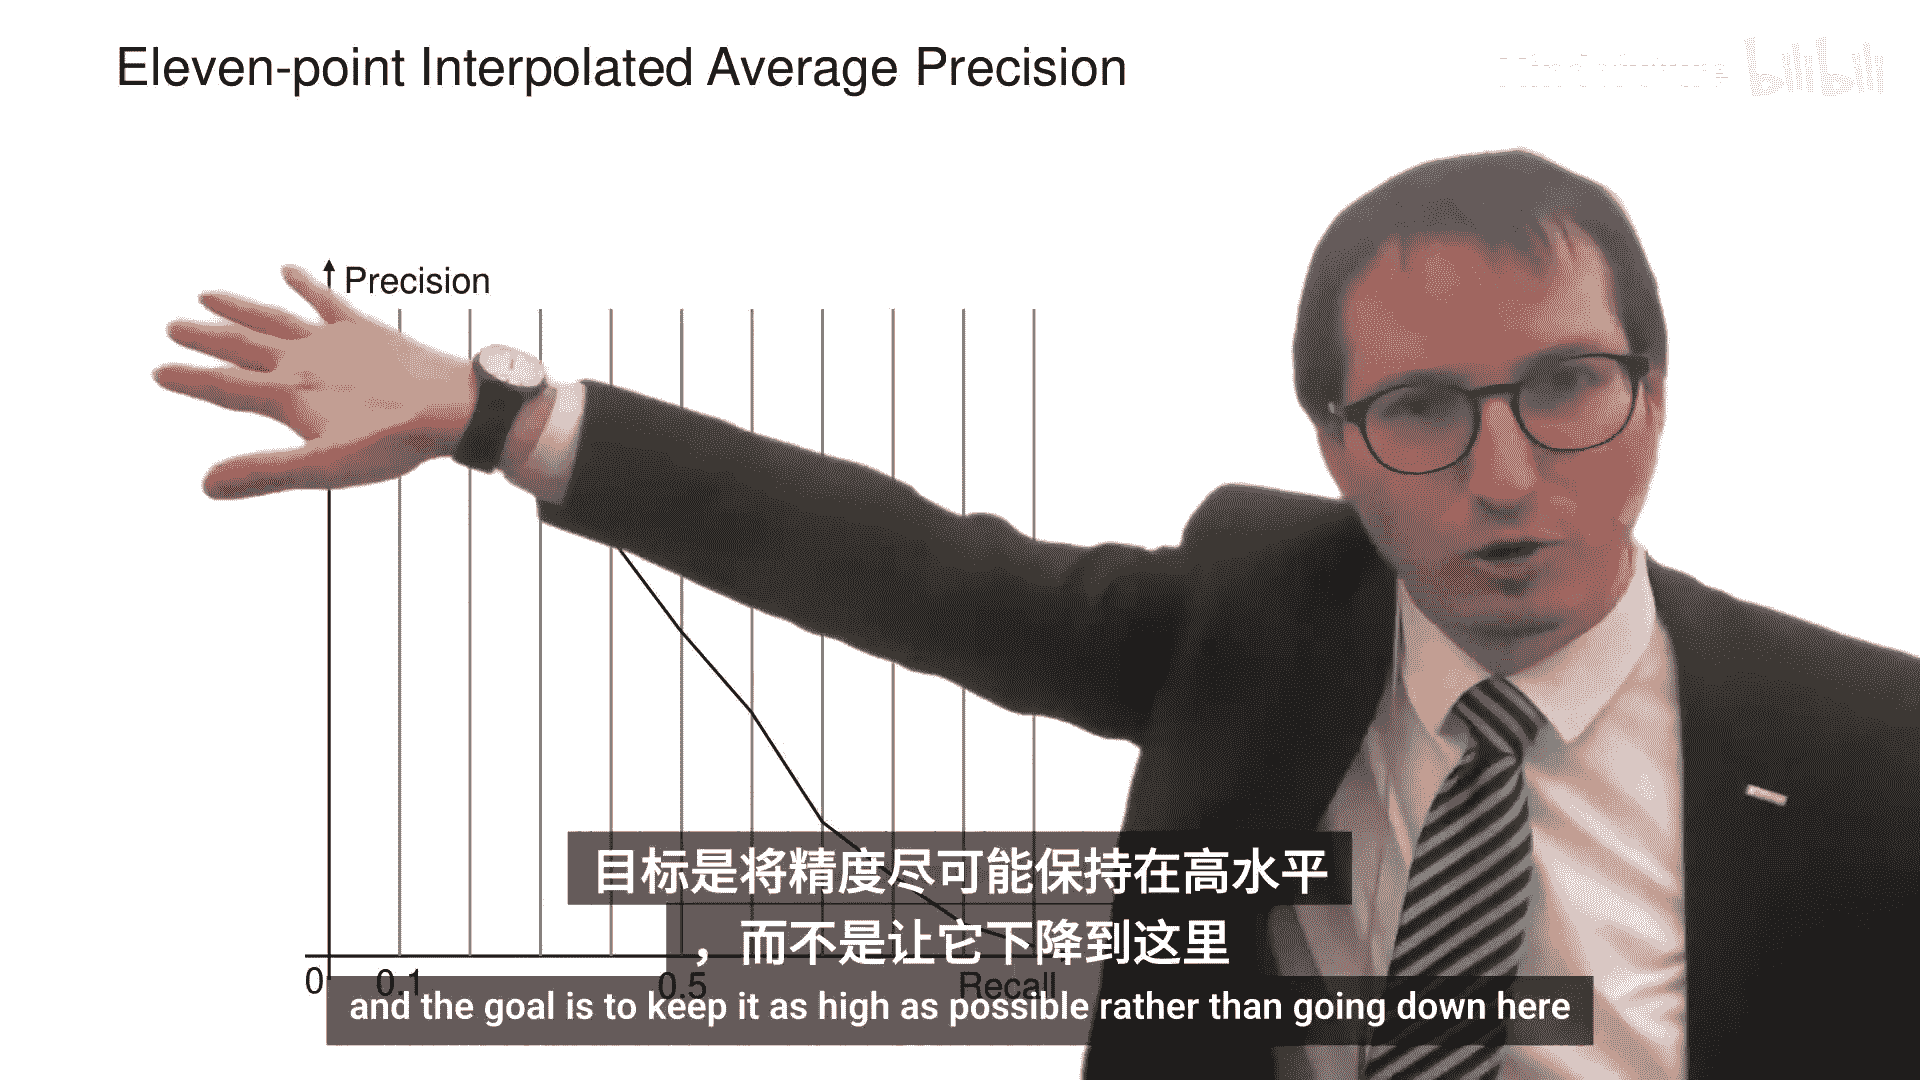 Eleven-point Interpolated Average Precision
bilibili
Precision
目标是将精度尽可能保持在高水平
，而不是让它下降到这里
0
0.1
0.5
Recall
and the goal is to keep it as high as possible rather than going down here